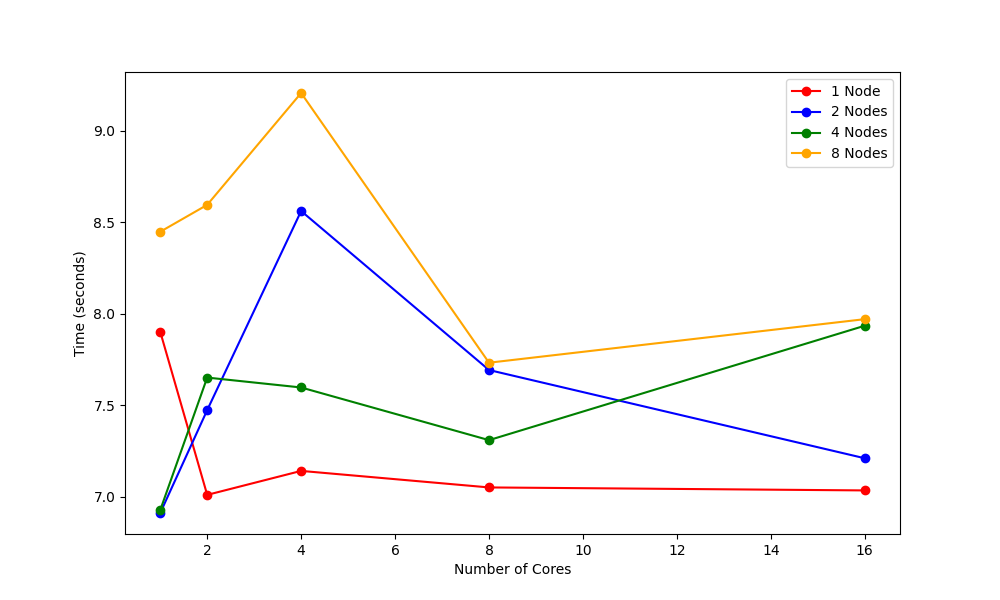 1 Node
2 Nodes
4 Nodes
8 Nodes
Time (seconds)
9.0
8.5
8.0
7.5
7.0
2 4 6 8 10 12 14 16
Number of Cores